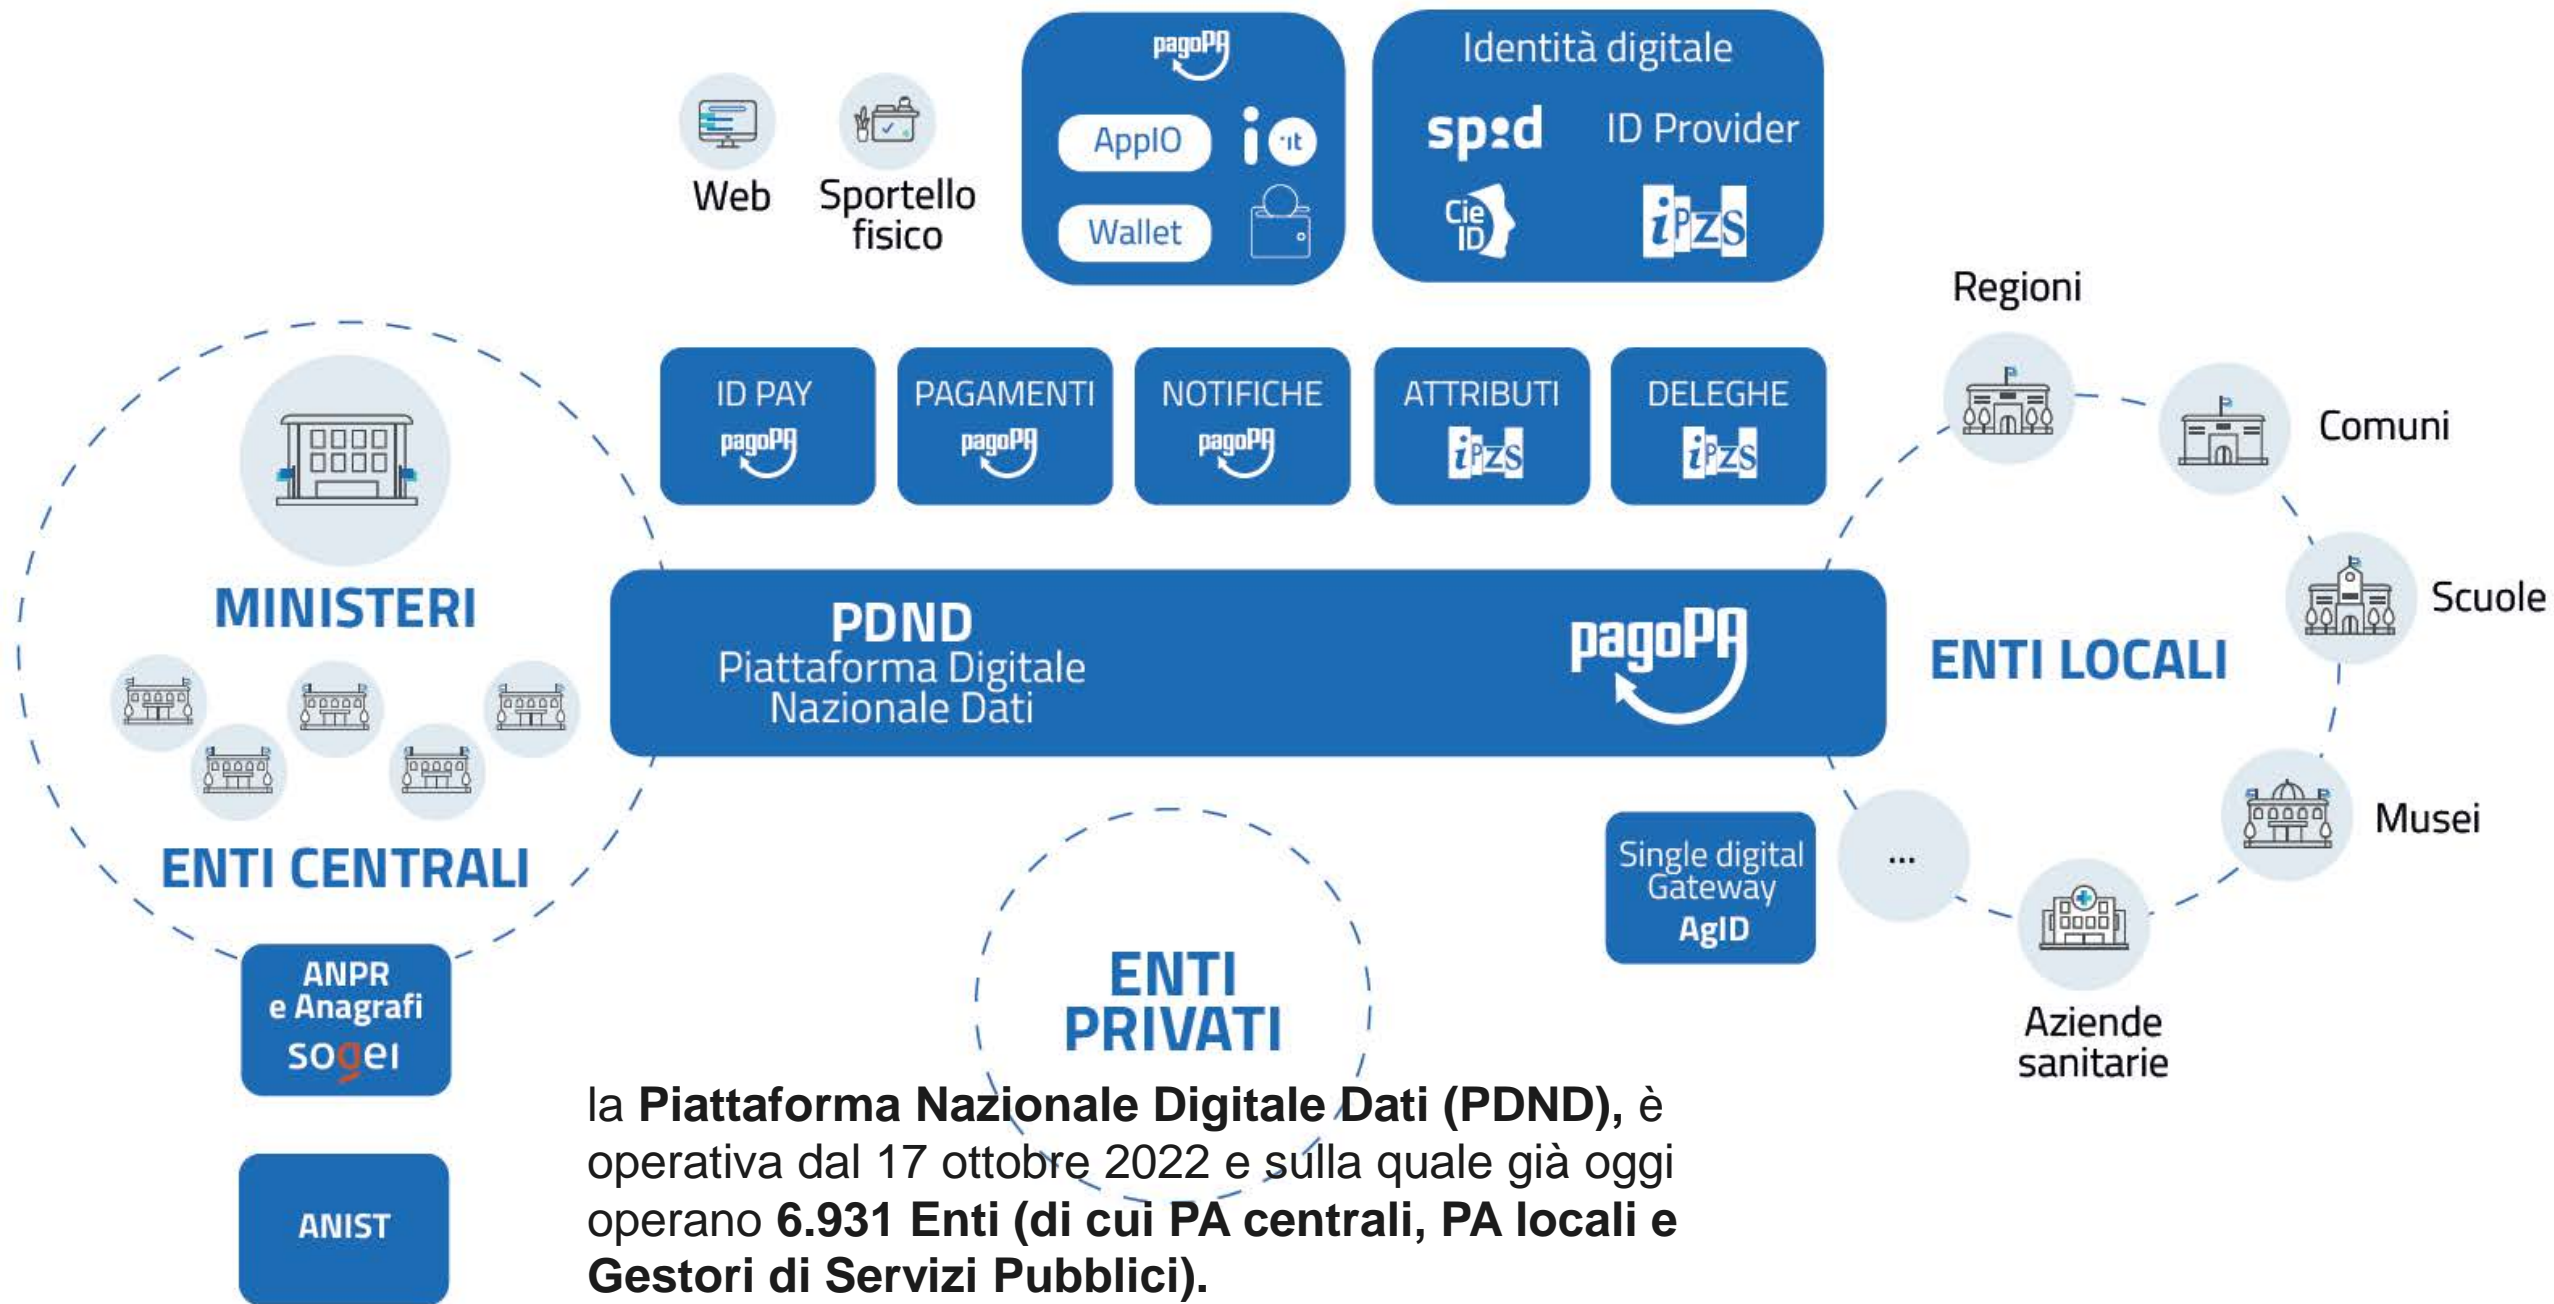 pagoPA
AppIO
io.it
Wallet
Identità digitale
spid
ID Provider
Cie
ID
iPZS
Web
Sportello
fisico
ID PAY
pagoPA
PAGAMENTI
pagoPA
NOTIFICHE
pagoPA
ATTRIBUTI
iPZS
DELEGHE
iPZS
MINISTERI
ENTI CENTRALI
PDND
Piattaforma Digitale
Nazionale Dati
pagoPA
Regioni
Comuni
Scuole
ENTI LOCALI
Musei
Aziende
sanitarie
...
Single digital
Gateway
AgID
ANPR
e Anagrafi
sogei
ANIST
ENTI
PRIVATI
la Piattaforma Nazionale Digitale Dati (PDND), è
operativa dal 17 ottobre 2022 e sulla quale già oggi
operano 6.931 Enti (di cui PA centrali, PA locali e
Gestori di Servizi Pubblici).